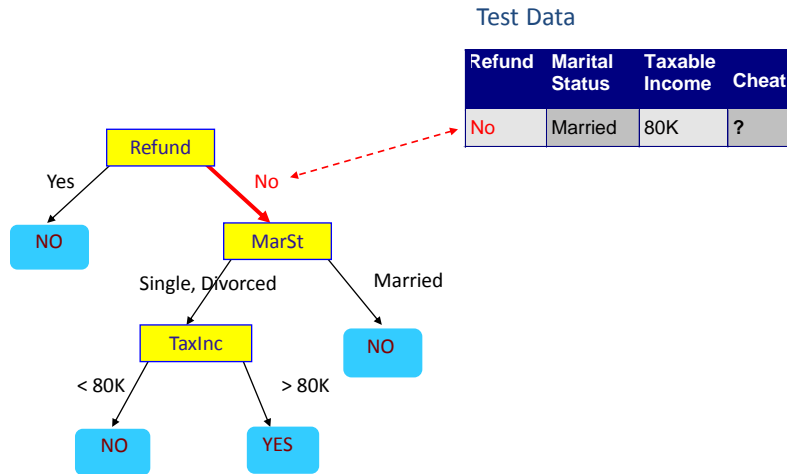 Test Data
Refund Marital Status Taxable Income Cheat
No Married 80K ?
Refund
Yes No
NO MarSt
Single, Divorced Married
TaxInc NO
< 80K > 80K
NO YES